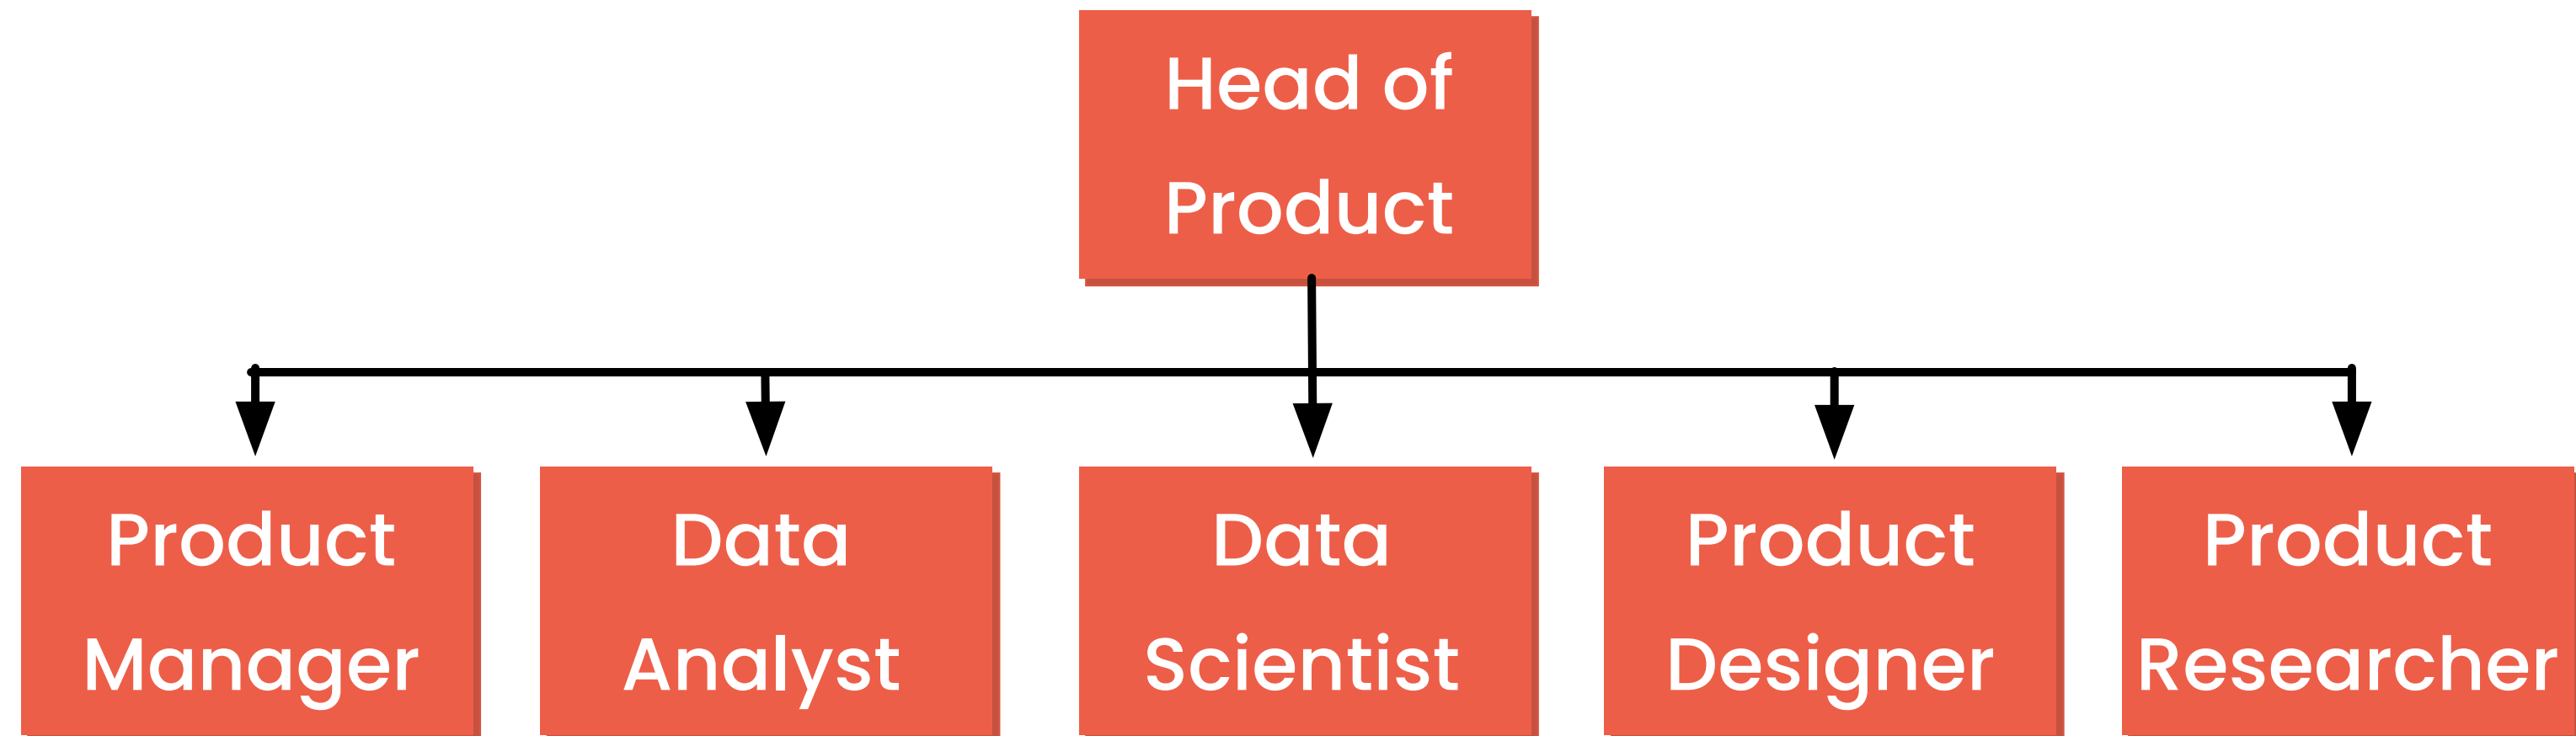 Head of
Product
Product
Manager
Data
Analyst
Data
Scientist
Product
Designer
Product
Researcher